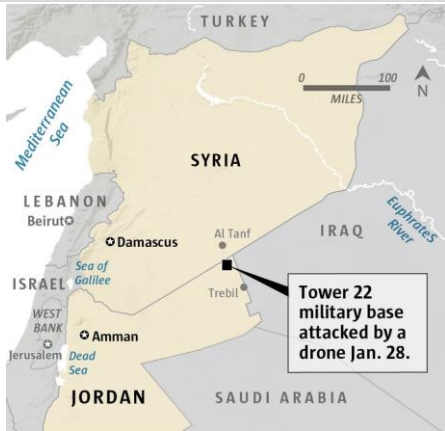 TURKEY
0 100
MILES
N
Mediterranean
Sea
SYRIA
LEBANON
Beirut
Euphrates
River
Al Tanf
IRAQ
Damascus
Sea of
Galilee
ISRAEL
Trebil
Tower 22
military base
attacked by a
drone Jan. 28.
WEST
BANK
Amman
Jerusalem
Dead
Sea
JORDAN
SAUDI ARABIA